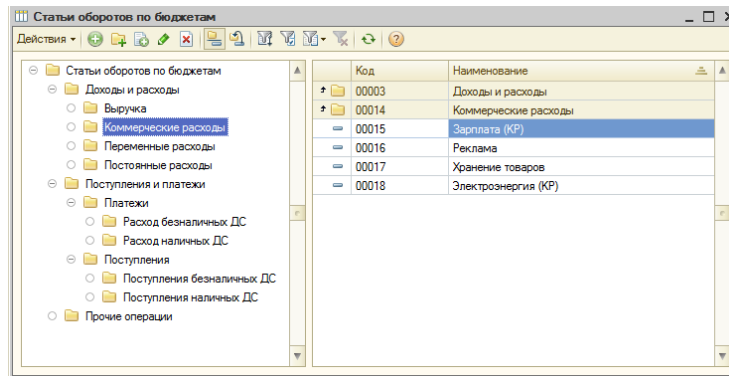 Статьи оборотов по бюджетам
Действия
Статьи оборотов по бюджетам
Доходы и расходы
Выручка
Коммерческие расходы
Переменные расходы
Постоянные расходы
Поступления и платежи
Платежи
Расход безналичных ДС
Расход наличных ДС
Поступления
Поступления безналичных ДС
Поступления наличных ДС
Прочие операции
Код Наименование
00003 Доходы и расходы
00014 Коммерческие расходы
00015 Зарплата (КР)
00016 Реклама
00017 Хранение товаров
00018 Электроэнергия (КР)